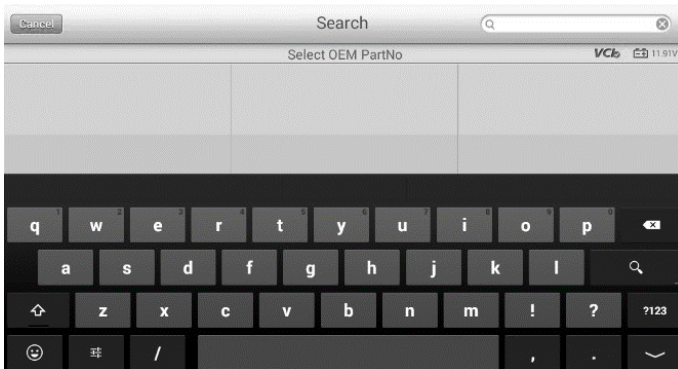 Cancel Search
Select OEM PartNo VCI 11.91V
1 2 3 4 5 6 7 8 9 0
q w e r t y u i o p
a s d f g h j k l
z x c v b n m ! ? ?123
/ , .